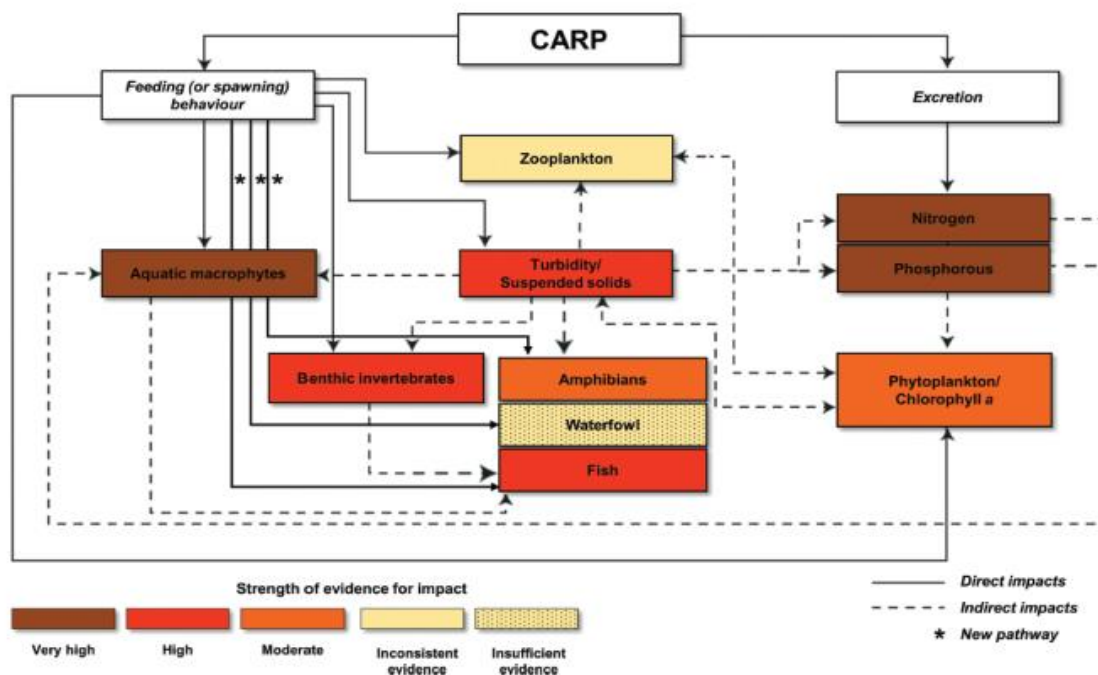 CARP
Feeding (or spawning)
behaviour
Excretion
Zooplankton
* * *
Nitrogen
Aquatic macrophytes
Turbidity/
Suspended solids
Phosphorous
Benthic invertebrates
Amphibians
Phytoplankton/
Chlorophyll a
Waterfowl
Fish
Strength of evidence for impact
Very high
High
Moderate
Inconsistent
evidence
Insufficient
evidence
Direct impacts
Indirect impacts
* New pathway